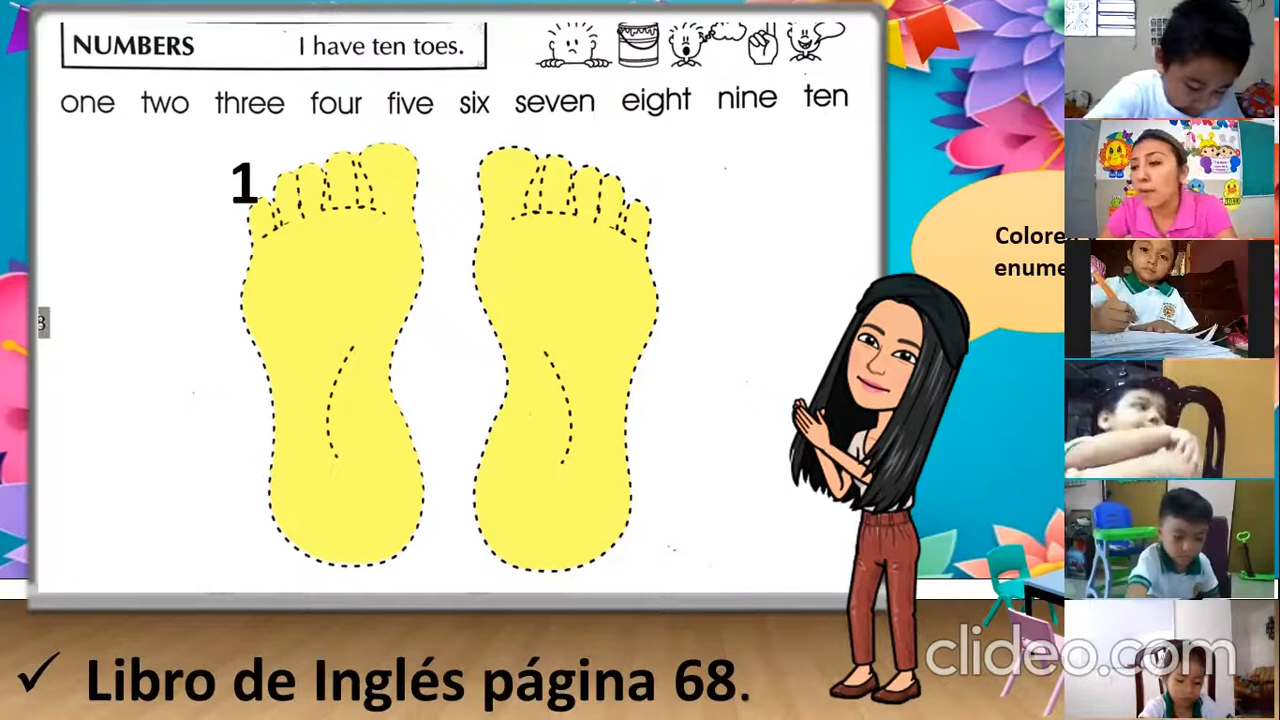 NUMBERS I have ten toes.
one two three four five six seven eight nine ten
1
8
Libro de Inglés página 68.
clideo.com